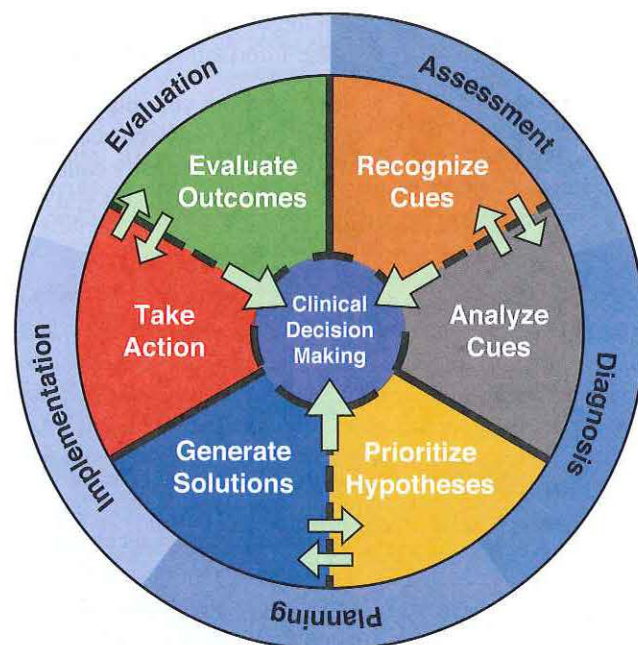 Evaluation
Assessment
Evaluate
Outcomes
Recognize
Cues
Take
Action
Clinical
Decision
Making
Analyze
Cues
Generate
Solutions
Prioritize
Hypotheses
Implementation
Diagnosis
Planning